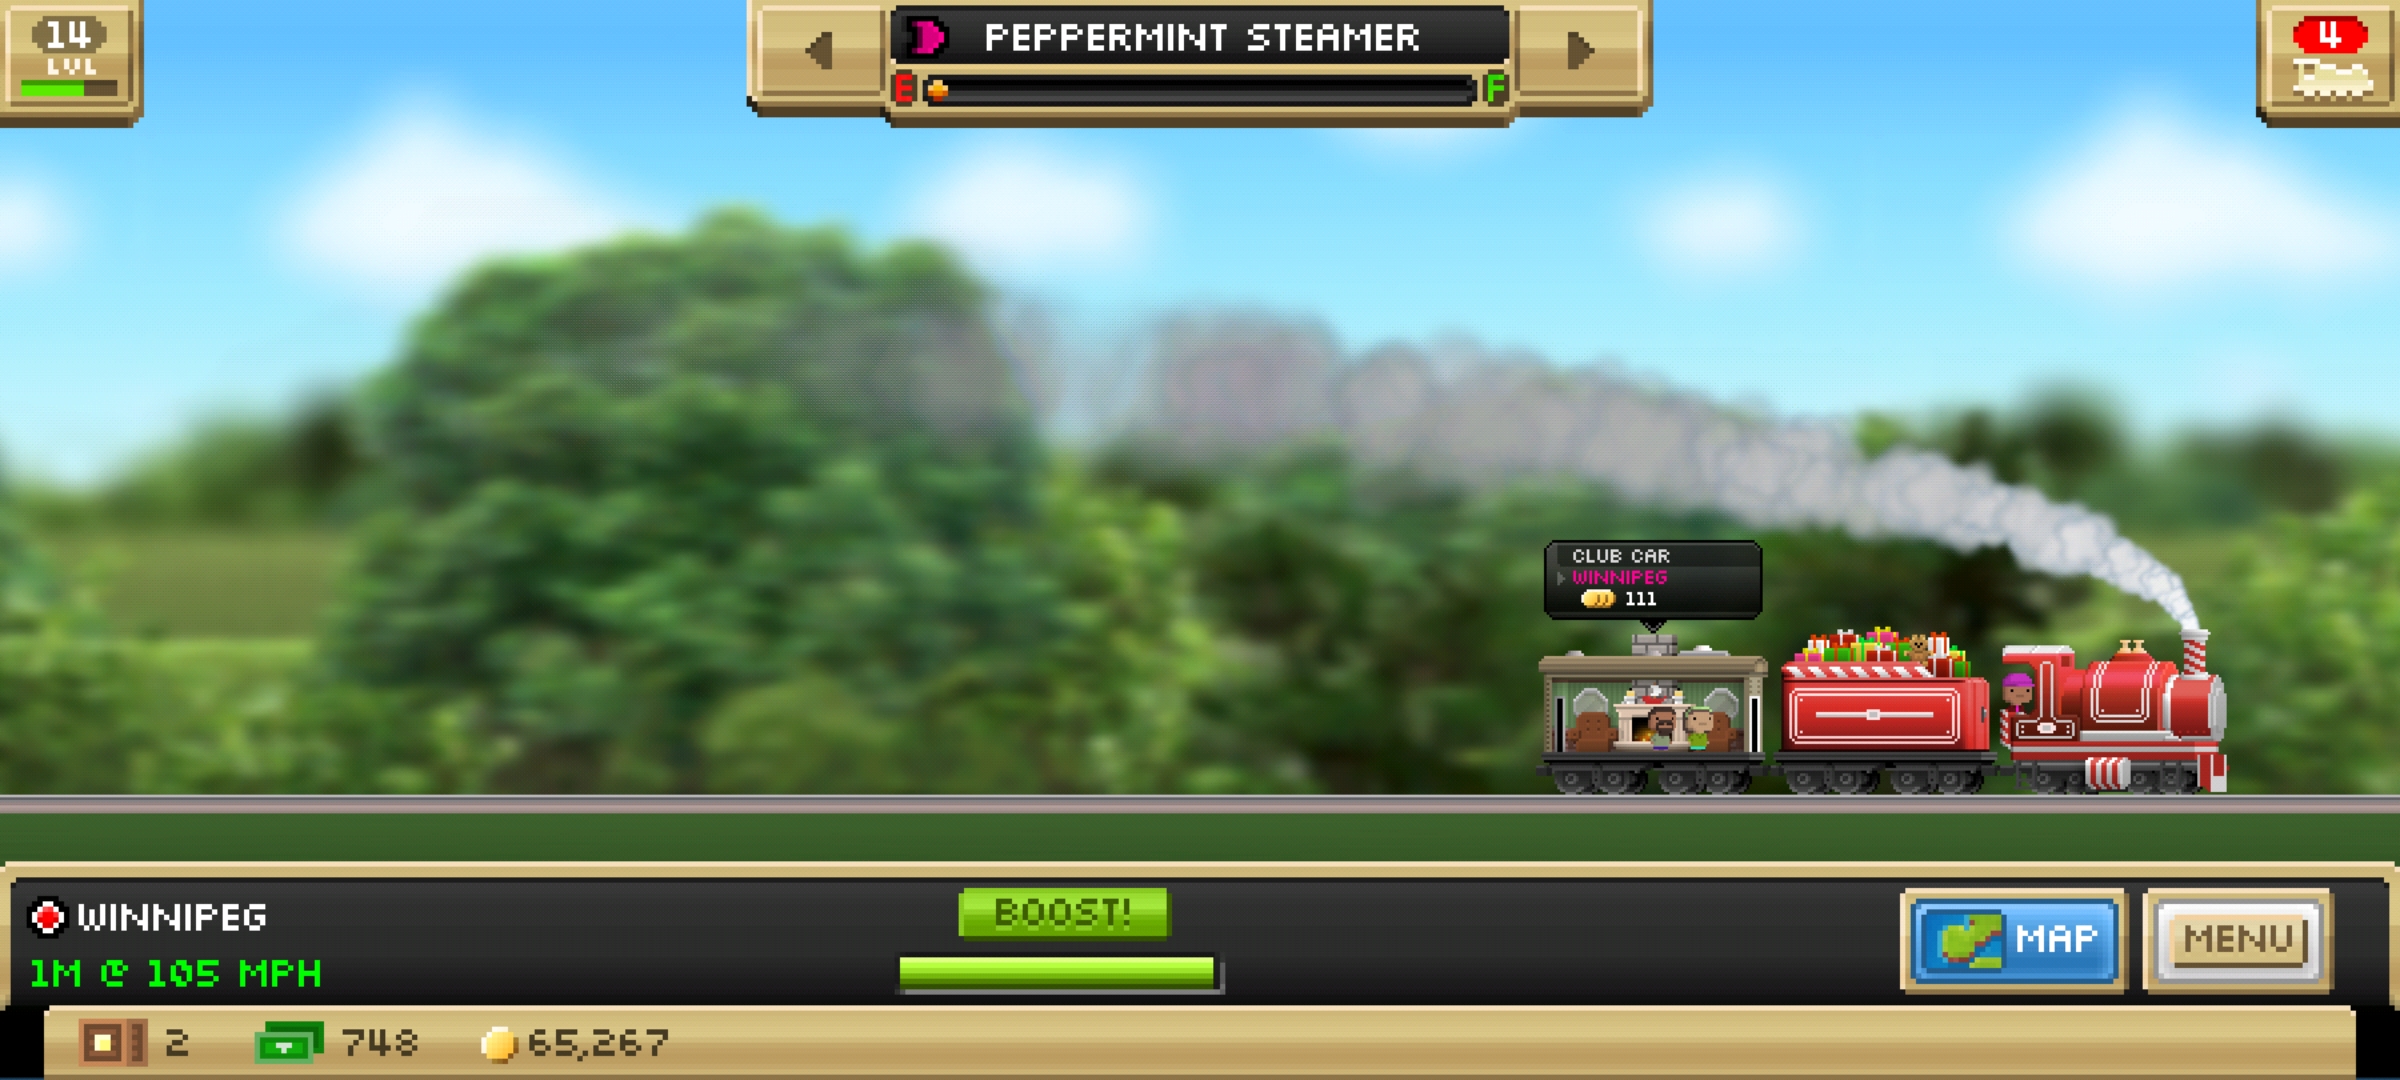 14
LVL
PEPPERMINT STEAMER
E F
4
CLUB CAR
WINNIPEG
111
WINNIPEG
1M @ 105 MPH
BOOST!
MAP
MENU
2
748
65,267